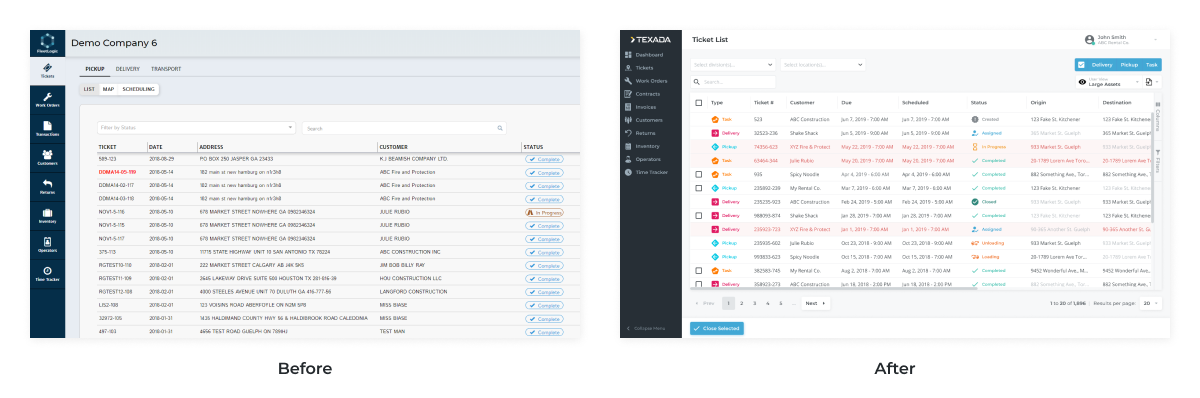 FleetLogic
Demo Company 6
Tickets
Work Orders
Transactions
Customers
Returns
Inventory
Operators
Time Tracker
PICKUP DELIVERY TRANSPORT
LIST MAP SCHEDULING
Filter by Status Search
TICKET DATE ADDRESS CUSTOMER STATUS
589-123 2018-08-29 PO BOX 250 JASPER GA 23433 K.J BEAMISH COMPANY LTD. Complete
DDMA14-05-119 2018-05-14 182 main st new hamburg on n1r3h8 ABC Fire and Protection Complete
DDMA14-02-117 2018-05-14 182 main st new hamburg on n1r3h8 ABC Fire and Protection Complete
DDMA14-03-118 2018-05-14 182 main st new hamburg on n1r3h8 ABC Fire and Protection Complete
NOV1-5-116 2018-05-10 678 MARKET STREET NOWHERE GA 0982346324 JULIE RUBIO In Progress
NOV1-5-115 2018-05-10 678 MARKET STREET NOWHERE GA 0982346324 JULIE RUBIO Complete
NOV1-5-117 2018-05-10 678 MARKET STREET NOWHERE GA 0982346324 JULIE RUBIO Complete
375-113 2018-05-10 11715 STATE HIGHWAY UNIT 10 SAN ANTONIO TX 78224 ABC CONSTRUCTION INC Complete
RGTEST10-110 2018-02-01 222 MARKET STREET CALGARY AB J4K 5K5 JIM BOB BILLY RAY Complete
RGTEST11-109 2018-02-01 2645 LAKEWAY DRIVE SUITE 500 HOUSTON TX 281-816-39 HOU CONSTRUCTION LLC Complete
RGTEST12-108 2018-02-01 4000 STEELES AVENUE UNIT 70 DULUTH GA 416-777-56 LANGFORD CONSTRUCTION Complete
LIS2-108 2018-02-01 123 VOISINS ROAD ABERFOYLE ON N0M 5P8 MISS BIASE Complete
32972-105 2018-01-31 1435 HALDIMAND COUNTY HWY 56 & HALDIBROOK ROAD CALEDONIA MISS BIASE Complete
497-103 2018-01-31 4656 TEST ROAD GUELPH ON 789HIJ TEST MAN Complete
Before
TEXADA
Dashboard
Tickets
Work Orders
Contracts
Invoices
Customers
Returns
Inventory
Operators
Time Tracker
Collapse Menu
Ticket List
John Smith
ABC Rental Co.
Select division(s)... Select location(s)...
Delivery Pickup Task
Search...
Large Assets
Type Ticket # Customer Due Scheduled Status Origin Destination
Task 523 ABC Construction Jun 7, 2019 - 7:00 AM Jun 7, 2019 - 7:00 AM Created 123 Fake St. Kitchener 123 Fake St. Kitchener
Delivery 32523-236 Shake Shack Jun 5, 2019 - 9:00 AM Jun 5, 2019 - 9:00 AM Assigned 365 Market St. Guelph 365 Market St. Guelph
Pickup 74356-623 XYZ Fire & Protect May 22, 2019 - 7:00 AM May 22, 2019 - 7:00 AM In Progress 933 Market St. Guelph 933 Market St. Guelph
Task 63464-344 Julie Rubio May 20, 2019 - 7:00 AM May 20, 2019 - 7:00 AM Completed 20-1789 Lorem Ave Toro... 20-1789 Lorem Ave T
Task 935 Spicy Noodle Apr 4, 2019 - 6:00 AM Apr 4, 2019 - 6:00 AM Completed 882 Something Ave, Tor... 882 Something Ave, T
Pickup 235892-239 My Rental Co. Mar 7, 2019 - 6:00 AM Mar 7, 2019 - 6:00 AM Completed 123 Fake St. Kitchener 123 Fake St. Kitchene
Delivery 235235-923 ABC Construction Feb 24, 2019 - 5:00 AM Feb 24, 2019 - 5:00 AM Closed 933 Market St. Guelph 933 Market St. Guelph
Delivery 988093-874 Shake Shack Jan 28, 2019 - 7:00 AM Jan 28, 2019 - 7:00 AM Completed 123 Fake St. Kitchener 123 Fake St. Kitchene
Delivery 235923-723 XYZ Fire & Protect Jan 1, 2019 - 7:00 AM Jan 1, 2019 - 7:00 AM Assigned 90-365 Another St. Guelph 90-365 Another St. Gu
Pickup 235935-602 Julie Rubio Oct 23, 2018 - 9:00 AM Oct 23, 2018 - 9:00 AM Unloading 933 Market St. Guelph 933 Market St. Guelph
Pickup 993833-623 Spicy Noodle Oct 15, 2018 - 7:00 AM Oct 15, 2018 - 7:00 AM Loading 20-1789 Lorem Ave Toro... 20-1789 Lorem Ave T
Task 382583-745 My Rental Co. Aug 2, 2018 - 7:00 AM Aug 2, 2018 - 7:00 AM Completed 9452 Wonderful Ave, M... 9452 Wonderful Ave,
Delivery 358923-273 ABC Construction Jun 18, 2018 - 2:00 PM Jun 18, 2018 - 2:00 PM Completed 882 Something Ave, Tor... 882 Something Ave, T
Columns
Filters
Prev 1 2 3 4 5 ... Next
1 to 20 of 1,896 Results per page: 20
Close Selected
After